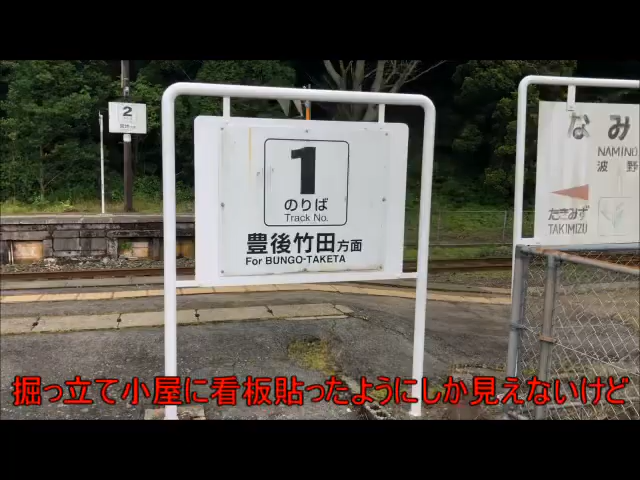 2
1
のりば
Track No.
豊後竹田方面
For BUNGO-TAKETA
なみ
NAMINO
波野
たきみず
TAKIMIZU
掘っ立て小屋に看板貼ったようにしか見えないけど